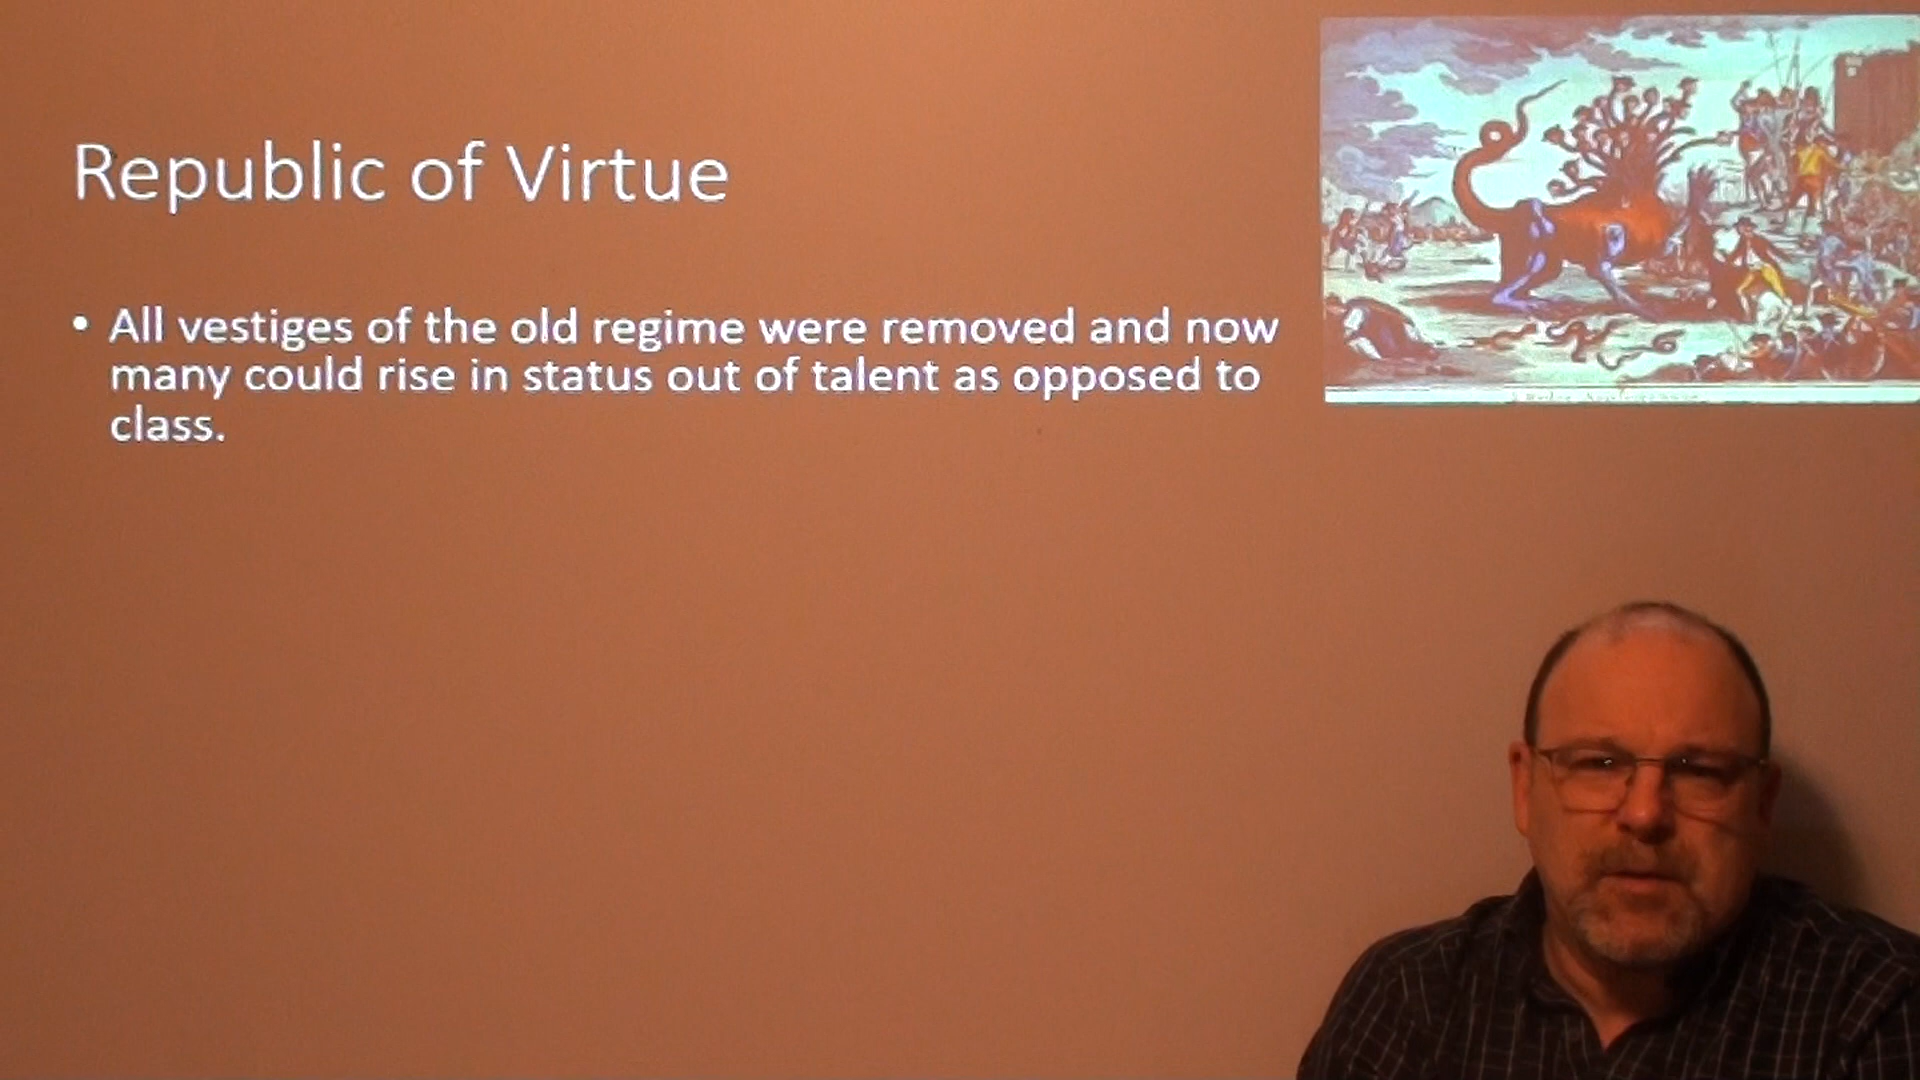 Republic of Virtue
• All vestiges of the old regime were removed and now
many could rise in status out of talent as opposed to
class.